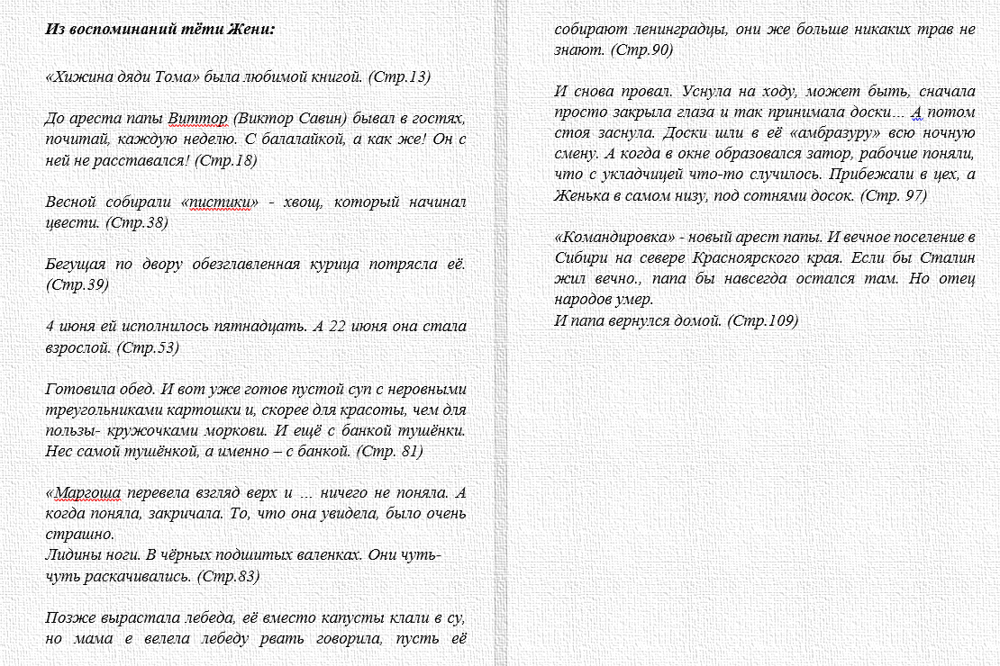 Из воспоминаний тёти Жени:
«Хижина дяди Тома» была любимой книгой. (Стр.13)
До ареста папы Виттор (Виктор Савин) бывал в гостях,
почитай, каждую неделю. С балалайкой, а как же! Он с
ней не расставался! (Стр.18)
Весной собирали «пистики» - хвощ, который начинал
цвести. (Стр.38)
Бегущая по двору обезглавленная курица потрясла её.
(Стр.39)
4 июня ей исполнилось пятнадцать. А 22 июня она стала
взрослой. (Стр.53)
Готовила обед. И вот уже готов пустой суп с неровными
треугольниками картошки и, скорее для красоты, чем для
пользы- кружочками моркови. И ещё с банкой тушёнки.
Нес самой тушёнкой, а именно – с банкой. (Стр. 81)
«Маргоша перевела взгляд верх и … ничего не поняла. А
когда поняла, закричала. То, что она увидела, было очень
страшно.
Лидины ноги. В чёрных подшитых валенках. Они чуть-
чуть раскачивались. (Стр.83)
Позже вырастала лебеда, её вместо капусты клали в су,
но мама е велела лебеду рвать говорила, пусть её
собирают ленинградцы, они же больше никаких трав не
знают. (Стр.90)
И снова провал. Уснула на ходу, может быть, сначала
просто закрыла глаза и так принимала доски… А потом
стоя заснула. Доски шли в её «амбразуру» всю ночную
смену. А когда в окне образовался затор, рабочие поняли,
что с укладчицей что-то случилось. Прибежали в цех, а
Женька в самом низу, под сотнями досок. (Стр. 97)
«Командировка» - новый арест папы. И вечное поселение в
Сибири на севере Красноярского края. Если бы Сталин
жил вечно., папа бы навсегда остался там. Но отец
народов умер.
И папа вернулся домой. (Стр.109)